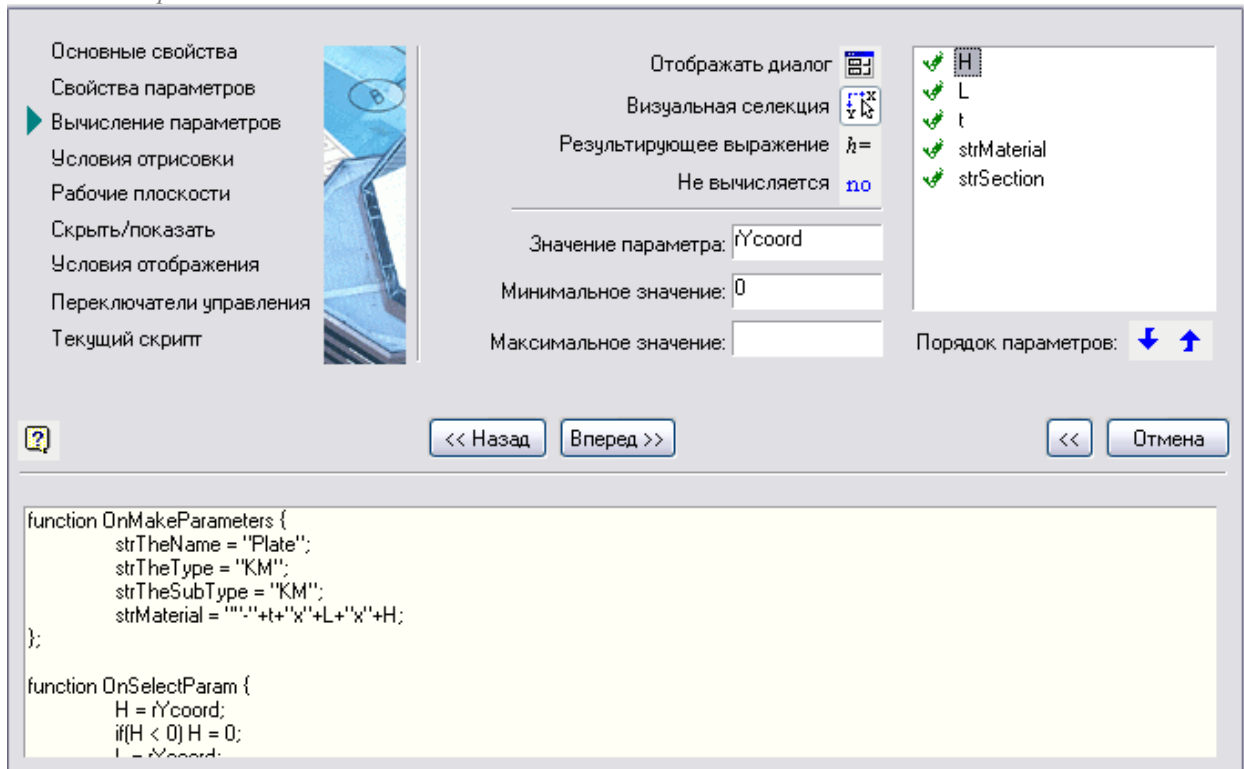 Основные свойства
Свойства параметров
Вычисление параметров
Условия отрисовки
Рабочие плоскости
Скрыть/показать
Условия отображения
Переключатели управления
Текущий скрипт
Отображать диалог
Визуальная селекция
Результирующее выражение h=
Не вычисляется no
Значение параметра: rYcoord
Минимальное значение: 0
Максимальное значение:
H
L
t
strMaterial
strSection
Порядок параметров:
<< Назад
Вперед >>
<<
Отмена
function OnMakeParameters {
strTheName = "Plate";
strTheType = "KM";
strTheSubType = "KM";
strMaterial = ""-"+t+"x"+L+"x"+H;
};
function OnSelectParam {
H = rYcoord;
if(H < 0) H = 0;